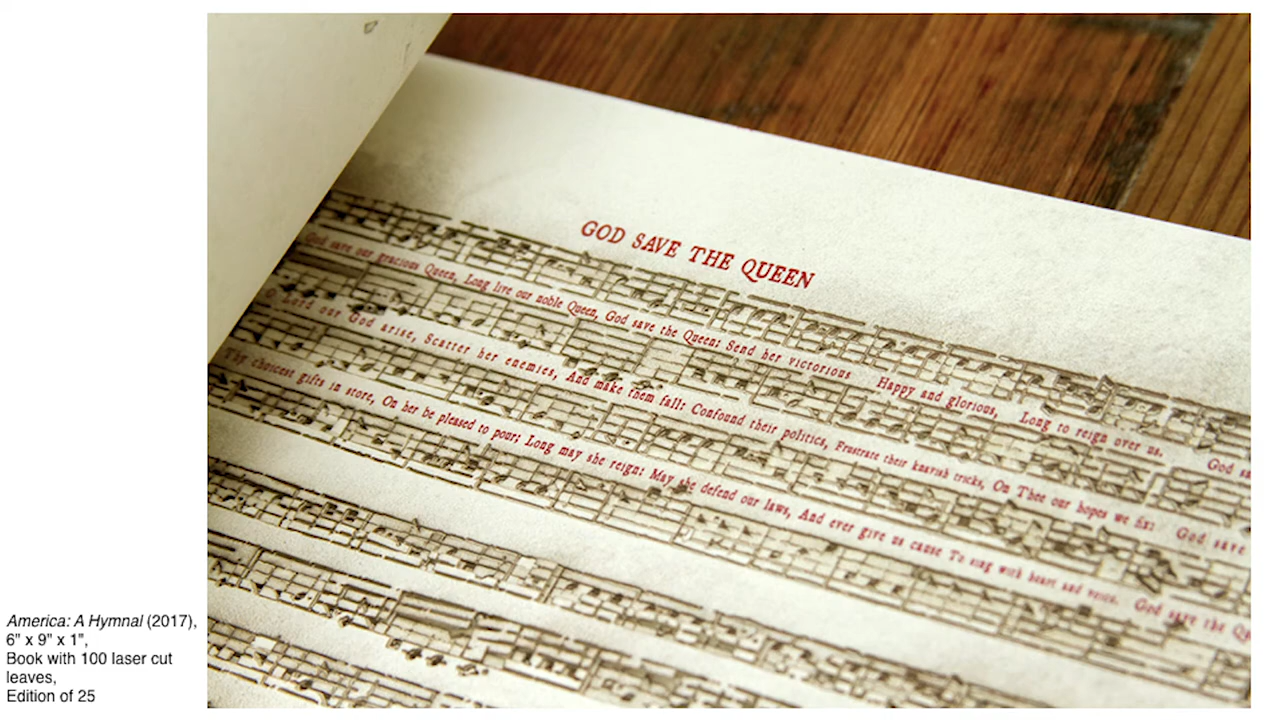 GOD SAVE THE QUEEN
God save our gracious Queen, Long live our noble Queen, God save the Queen: Send her victorious Happy and glorious, Long to reign over us. God sa
O Lord our God arise, Scatter her enemies, And make them fall: Confound their politics, Frustrate their knavish tricks, On Thee our hopes we fix: God save
Thy choicest gifts in store, On her be pleased to pour; Long may she reign: May she defend our laws, And ever give us cause To sing with heart and voice. God save the Qu
America: A Hymnal (2017),
6" x 9" x 1",
Book with 100 laser cut
leaves,
Edition of 25